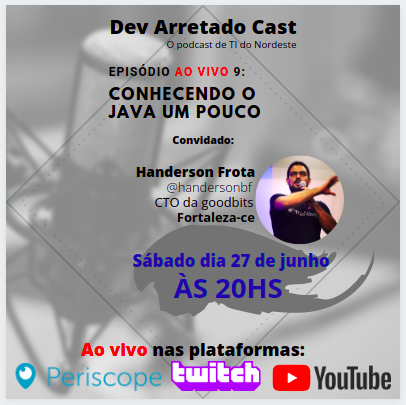 Dev Arretado Cast
O podcast de TI do Nordeste
EPISÓDIO AO VIVO 9:
CONHECENDO O
JAVA UM POUCO
Convidado:
Handerson Frota
@handersonbf
CTO da goodbits
Fortaleza-ce
Sábado dia 27 de junho
ÀS 20HS
Ao vivo nas plataformas:
Periscope twitch YouTube